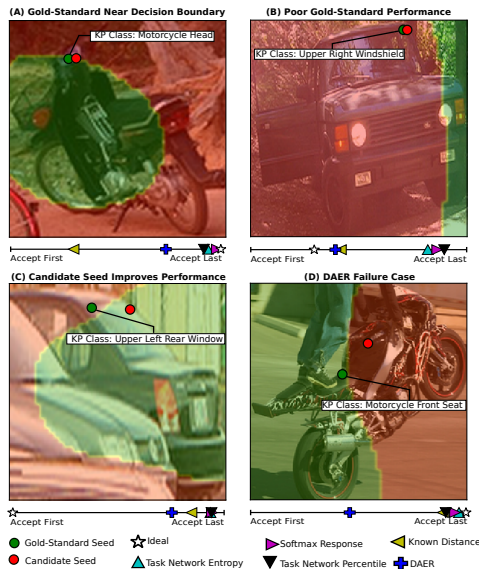 (A) Gold-Standard Near Decision Boundary
KP Class: Motorcycle Head
Accept First
Accept Last
(B) Poor Gold-Standard Performance
KP Class: Upper Right Windshield
Accept First
Accept Last
(C) Candidate Seed Improves Performance
KP Class: Upper Left Rear Window
Accept First
Accept Last
(D) DAER Failure Case
KP Class: Motorcycle Front Seat
Accept First
Accept Last
Gold-Standard Seed
Ideal
Softmax Response
Known Distance
Candidate Seed
Task Network Entropy
Task Network Percentile
DAER